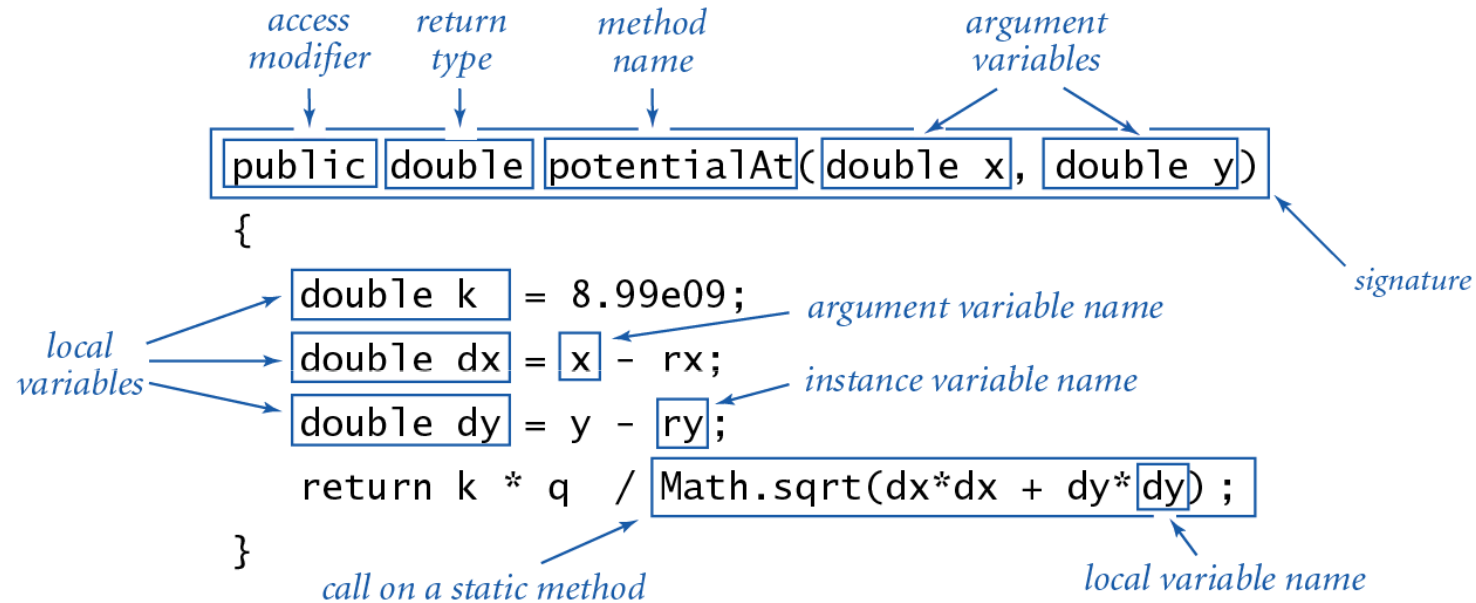 access modifier
return type
method name
argument variables
public double potentialAt(double x, double y)
signature
{
double k = 8.99e09;
argument variable name
local variables
double dx = x - rx;
instance variable name
double dy = y - ry;
return k * q / Math.sqrt(dx*dx + dy*dy) ;
}
call on a static method
local variable name